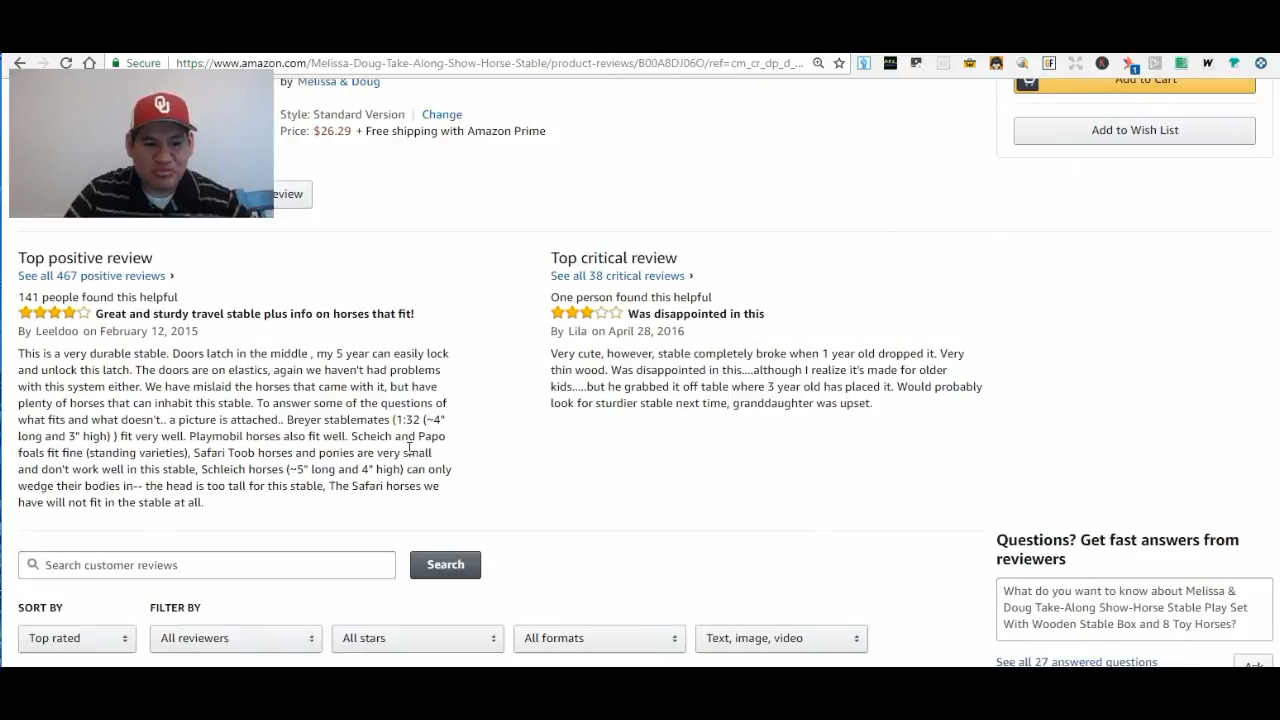 Secure
https://www.amazon.com/Melissa-Doug-Take-Along-Show-Horse-Stable/product-reviews/B00A8DJ06O/ref=cm_cr_dp_d_...
by Melissa & Doug
Add to Cart
Style: Standard Version | Change
Price: $26.29 + Free shipping with Amazon Prime
Add to Wish List
OU
eview
Top positive review
See all 467 positive reviews ›
141 people found this helpful
Great and sturdy travel stable plus info on horses that fit!
By Leeldoo on February 12, 2015
This is a very durable stable. Doors latch in the middle , my 5 year can easily lock
and unlock this latch. The doors are on elastics, again we haven't had problems
with this system either. We have mislaid the horses that came with it, but have
plenty of horses that can inhabit this stable. To answer some of the questions of
what fits and what doesn't.. a picture is attached.. Breyer stablemates (1:32 (~4"
long and 3" high) ) fit very well. Playmobil horses also fit well. Scheich and Papo
foals fit fine (standing varieties), Safari Toob horses and ponies are very small
and don't work well in this stable, Schleich horses (~5" long and 4" high) can only
wedge their bodies in-- the head is too tall for this stable, The Safari horses we
have will not fit in the stable at all.
Top critical review
See all 38 critical reviews ›
One person found this helpful
Was disappointed in this
By Lila on April 28, 2016
Very cute, however, stable completely broke when 1 year old dropped it. Very
thin wood. Was disappointed in this....although I realize it's made for older
kids.....but he grabbed it off table where 3 year old has placed it. Would probably
look for sturdier stable next time, granddaughter was upset.
Search customer reviews
Search
SORT BY
FILTER BY
Top rated
All reviewers
All stars
All formats
Text, image, video
Questions? Get fast answers from
reviewers
What do you want to know about Melissa &
Doug Take-Along Show-Horse Stable Play Set
With Wooden Stable Box and 8 Toy Horses?
See all 27 answered questions
Ask